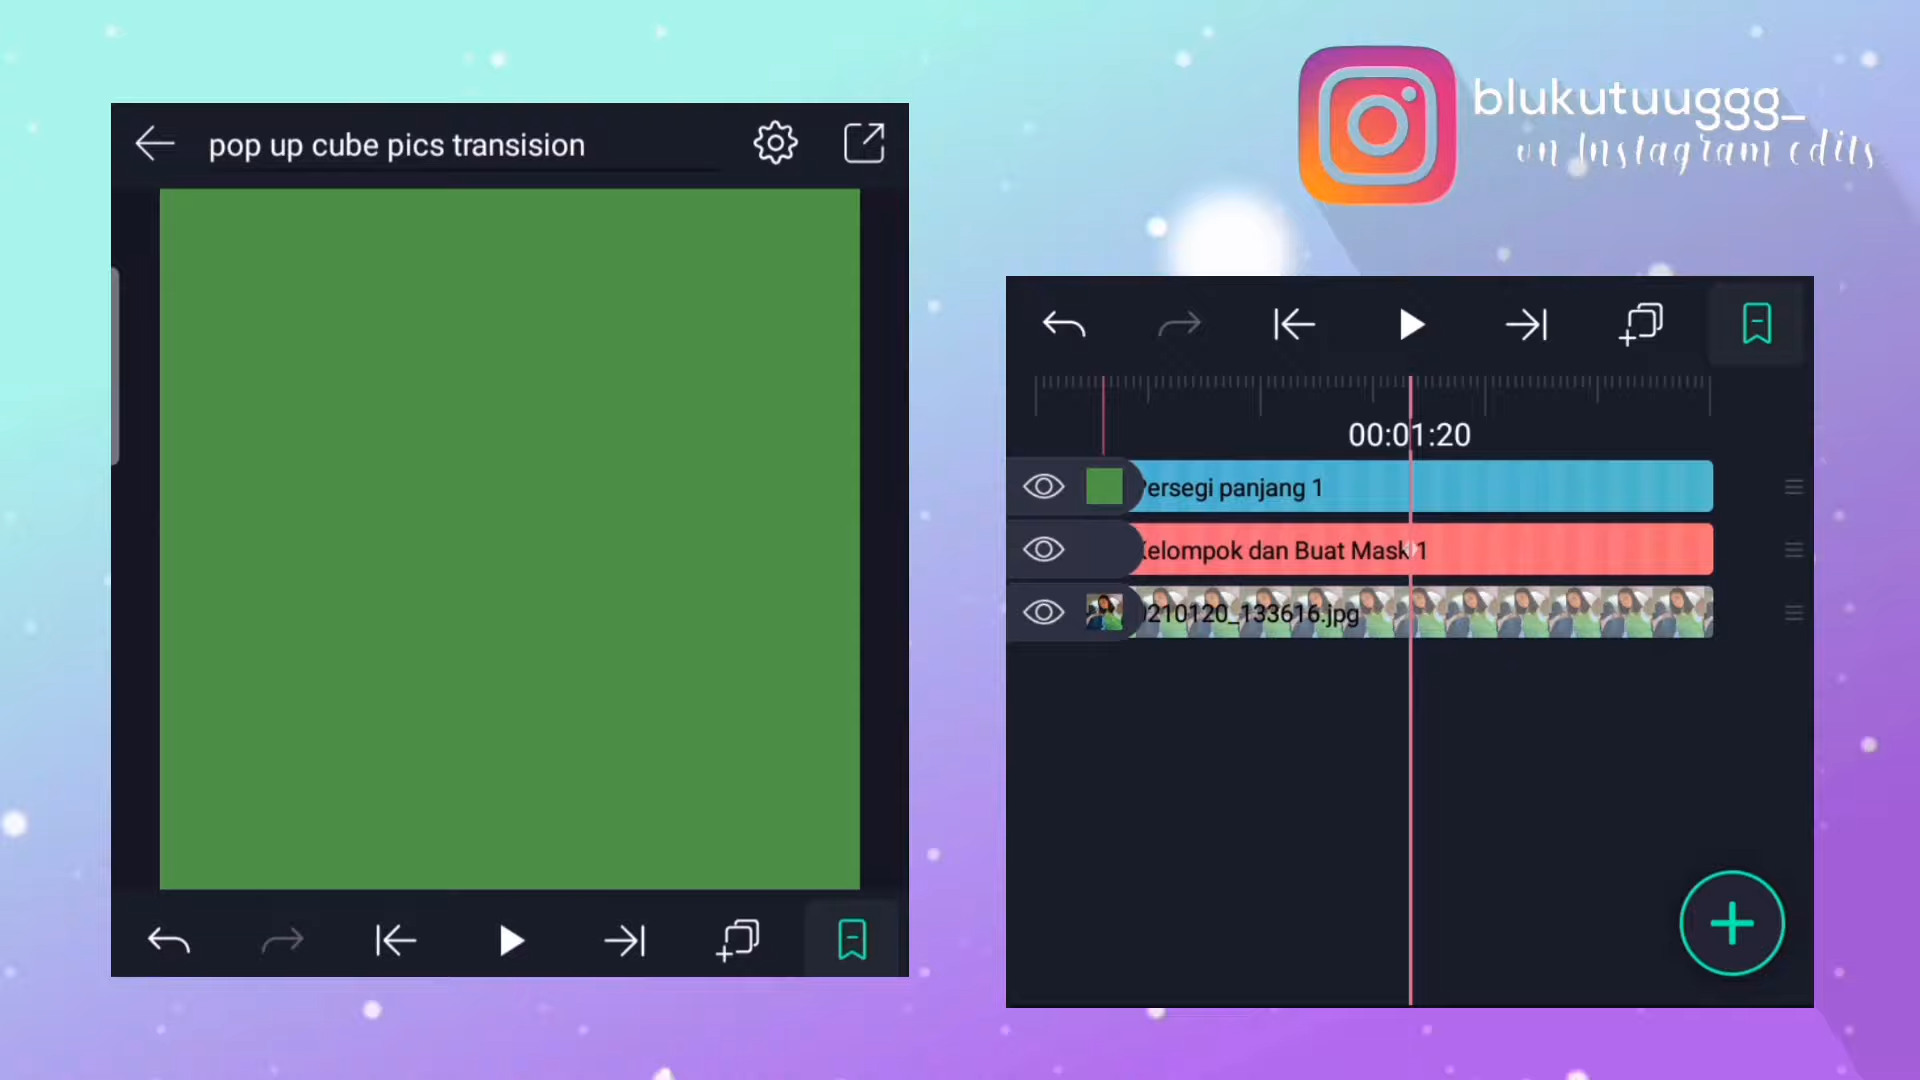 pop up cube pics transision
blukutuuggg_
on Instagram edits
00:01:20
ersegi panjang 1
elompok dan Buat Mask 1
0210120_133616.jpg